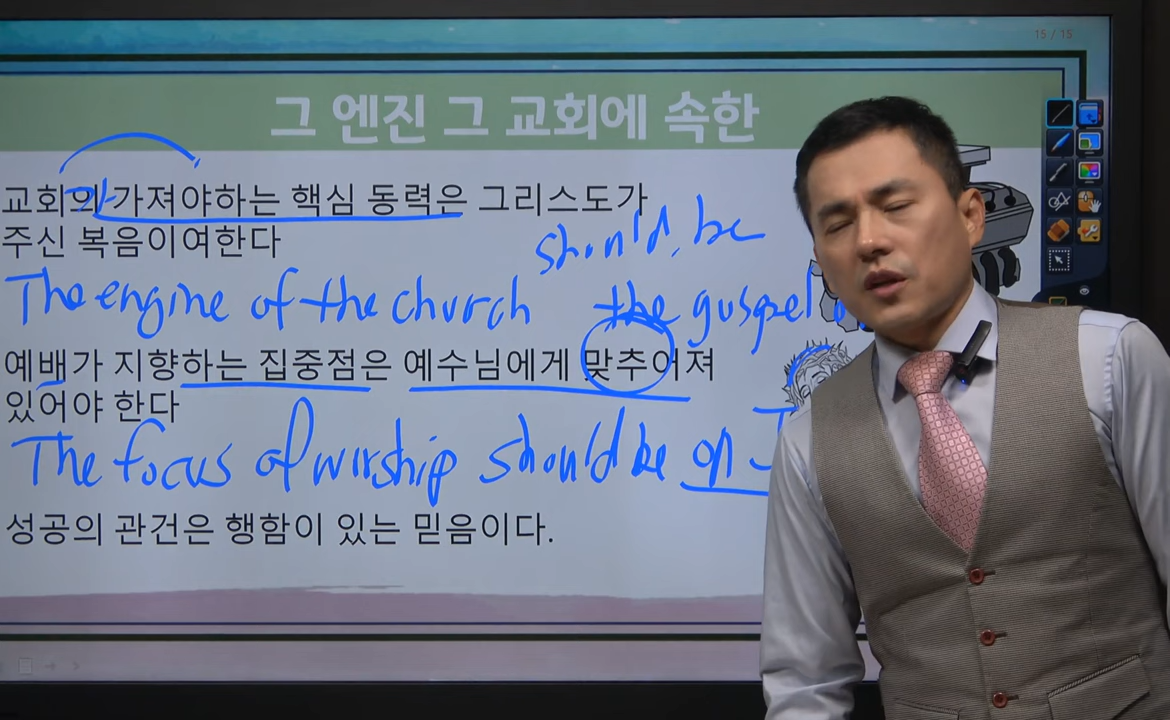 15 / 15
그 엔진 그 교회에 속한
교회의 가져야하는 핵심 동력은 그리스도가
주신 복음이여한다
should be
The engine of the church the guspel
예배가 지향하는 집중점은 예수님에게 맞추어져
있어야 한다
The focus of worship should be on
성공의 관건은 행함이 있는 믿음이다.